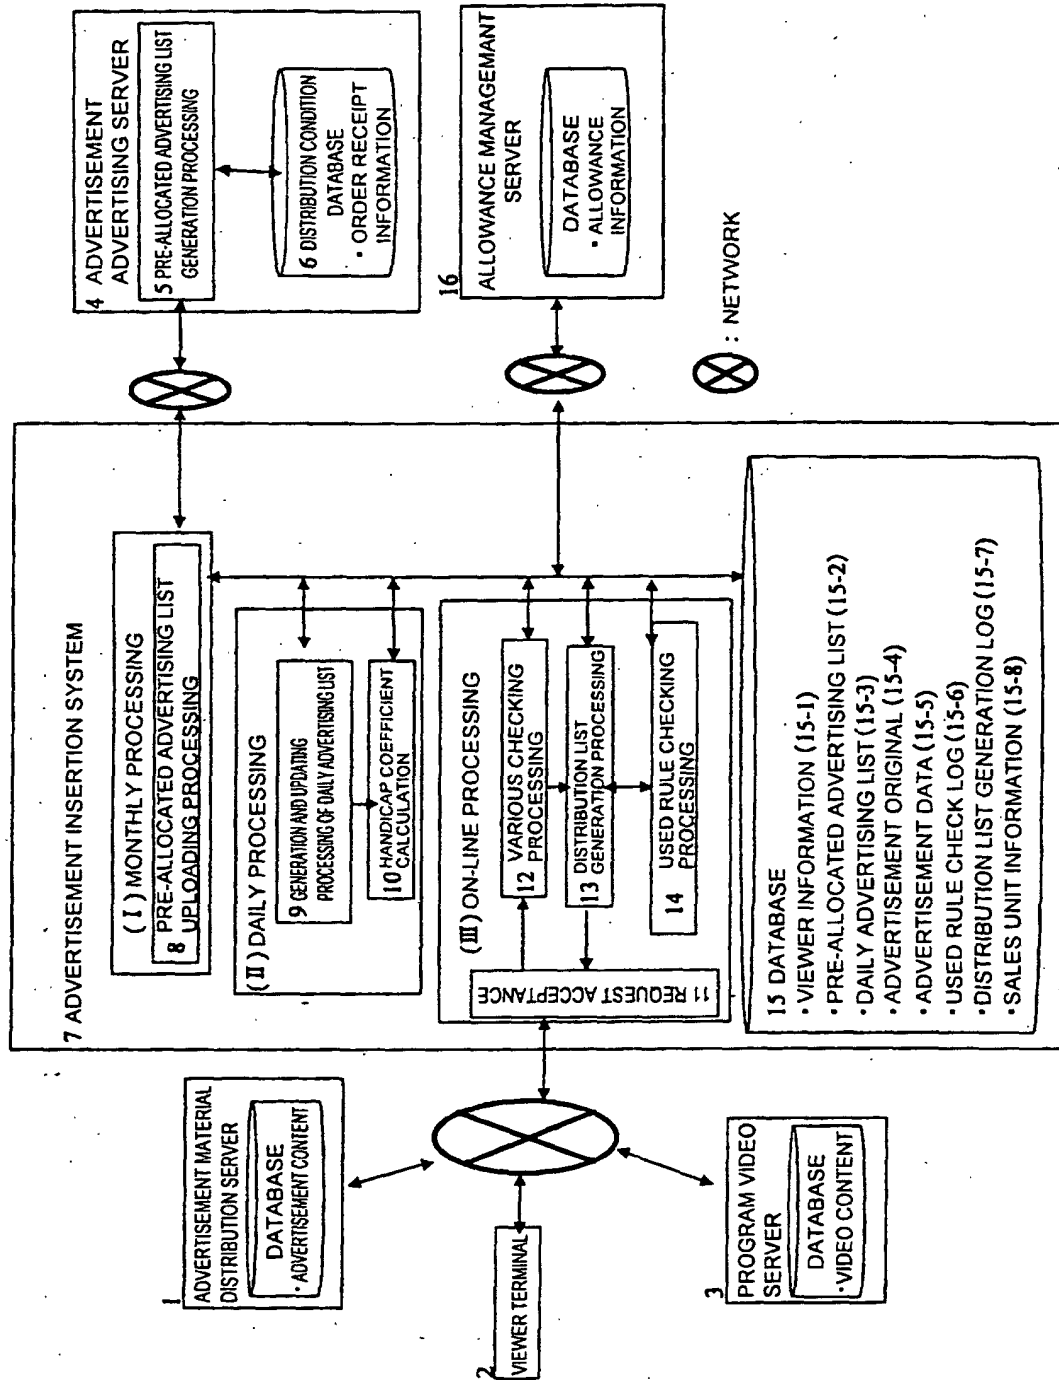 1
ADVERTISEMENT MATERIAL
DISTRIBUTION SERVER
DATABASE
・ADVERTISEMENT CONTENT
2
VIEWER TERMINAL
3
PROGRAM VIDEO
SERVER
DATABASE
・VIDEO CONTENT
7 ADVERTISEMENT INSERTION SYSTEM
(I) MONTHLY PROCESSING
PRE-ALLOCATED ADVERTISING LIST
8 UPLOADING PROCESSING
(II) DAILY PROCESSING
9 GENERATION AND UPDATING
PROCESSING OF DAILY ADVERTISING LIST
10 HANDICAP COEFFICIENT
CALCULATION
(III) ON-LINE PROCESSING
11 REQUEST ACCEPTANCE
VARIOUS CHECKING
12 PROCESSING
DISTRIBUTION LIST
13 GENERATION PROCESSING
USED RULE CHECKING
14 PROCESSING
15 DATABASE
・VIEWER INFORMATION (15-1)
・PRE-ALLOCATED ADVERTISING LIST (15-2)
・DAILY ADVERTISING LIST (15-3)
・ADVERTISEMENT ORIGINAL (15-4)
・ADVERTISEMENT DATA (15-5)
・USED RULE CHECK LOG (15-6)
・DISTRIBUTION LIST GENERATION LOG (15-7)
・SALES UNIT INFORMATION (15-8)
4 ADVERTISEMENT
ADVERTISING SERVER
5 PRE-ALLOCATED ADVERTISING LIST
GENERATION PROCESSING
6 DISTRIBUTION CONDITION
DATABASE
・ORDER RECEIPT
INFORMATION
16
ALLOWANCE MANAGEMANT
SERVER
DATABASE
・ALLOWANCE
INFORMATION
: NETWORK